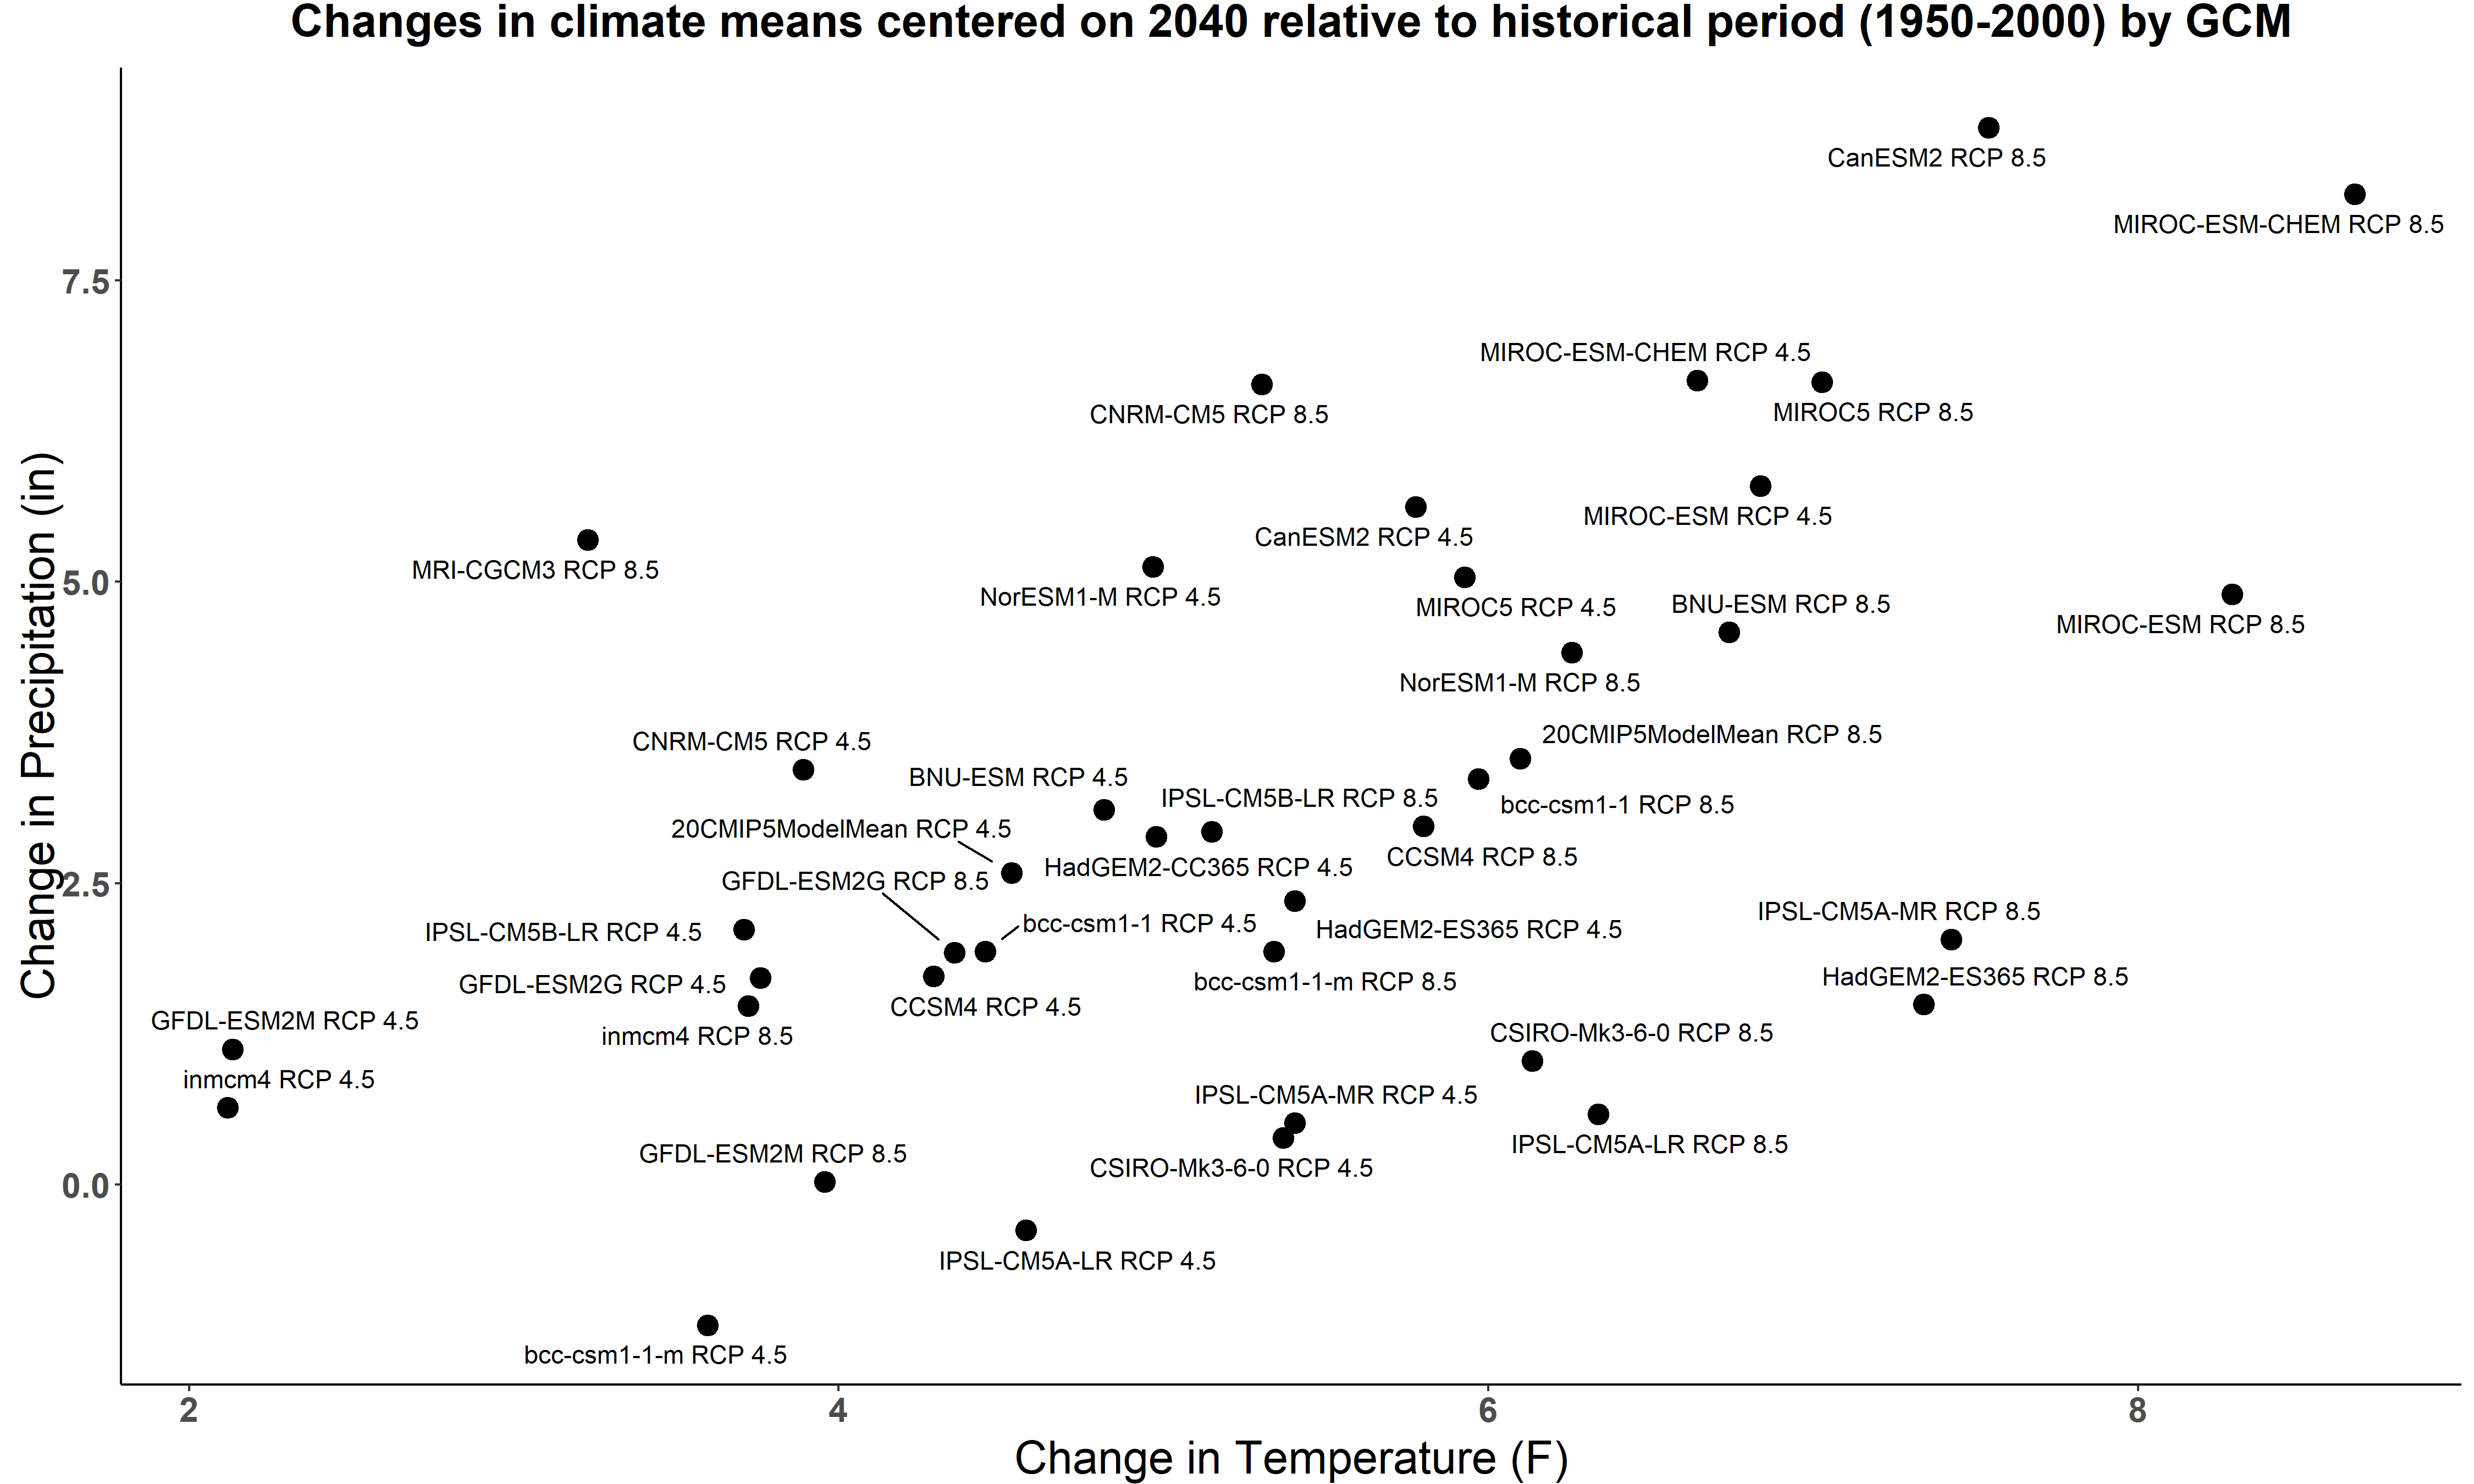 Changes in climate means centered on 2040 relative to historical period (1950-2000) by GCM
CanESM2 RCP 8.5
MIROC-ESM-CHEM RCP 8.5
7.5
MIROC-ESM-CHEM RCP 4.5
CNRM-CM5 RCP 8.5
MIROC5 RCP 8.5
MIROC-ESM RCP 4.5
CanESM2 RCP 4.5
MRI-CGCM3 RCP 8.5
5.0
NorESM1-M RCP 4.5
MIROC5 RCP 4.5
BNU-ESM RCP 8.5
MIROC-ESM RCP 8.5
NorESM1-M RCP 8.5
20CMIP5ModelMean RCP 8.5
CNRM-CM5 RCP 4.5
BNU-ESM RCP 4.5
IPSL-CM5B-LR RCP 8.5
bcc-csm1-1 RCP 8.5
20CMIP5ModelMean RCP 4.5
HadGEM2-CC365 RCP 4.5
CCSM4 RCP 8.5
Change in Precipitation (in)
2.5
GFDL-ESM2G RCP 8.5
IPSL-CM5A-MR RCP 8.5
IPSL-CM5B-LR RCP 4.5
bcc-csm1-1 RCP 4.5
HadGEM2-ES365 RCP 4.5
GFDL-ESM2G RCP 4.5
bcc-csm1-1-m RCP 8.5
HadGEM2-ES365 RCP 8.5
CCSM4 RCP 4.5
GFDL-ESM2M RCP 4.5
inmcm4 RCP 8.5
CSIRO-Mk3-6-0 RCP 8.5
inmcm4 RCP 4.5
IPSL-CM5A-MR RCP 4.5
IPSL-CM5A-LR RCP 8.5
GFDL-ESM2M RCP 8.5
CSIRO-Mk3-6-0 RCP 4.5
0.0
IPSL-CM5A-LR RCP 4.5
bcc-csm1-1-m RCP 4.5
2
4
6
8
Change in Temperature (F)